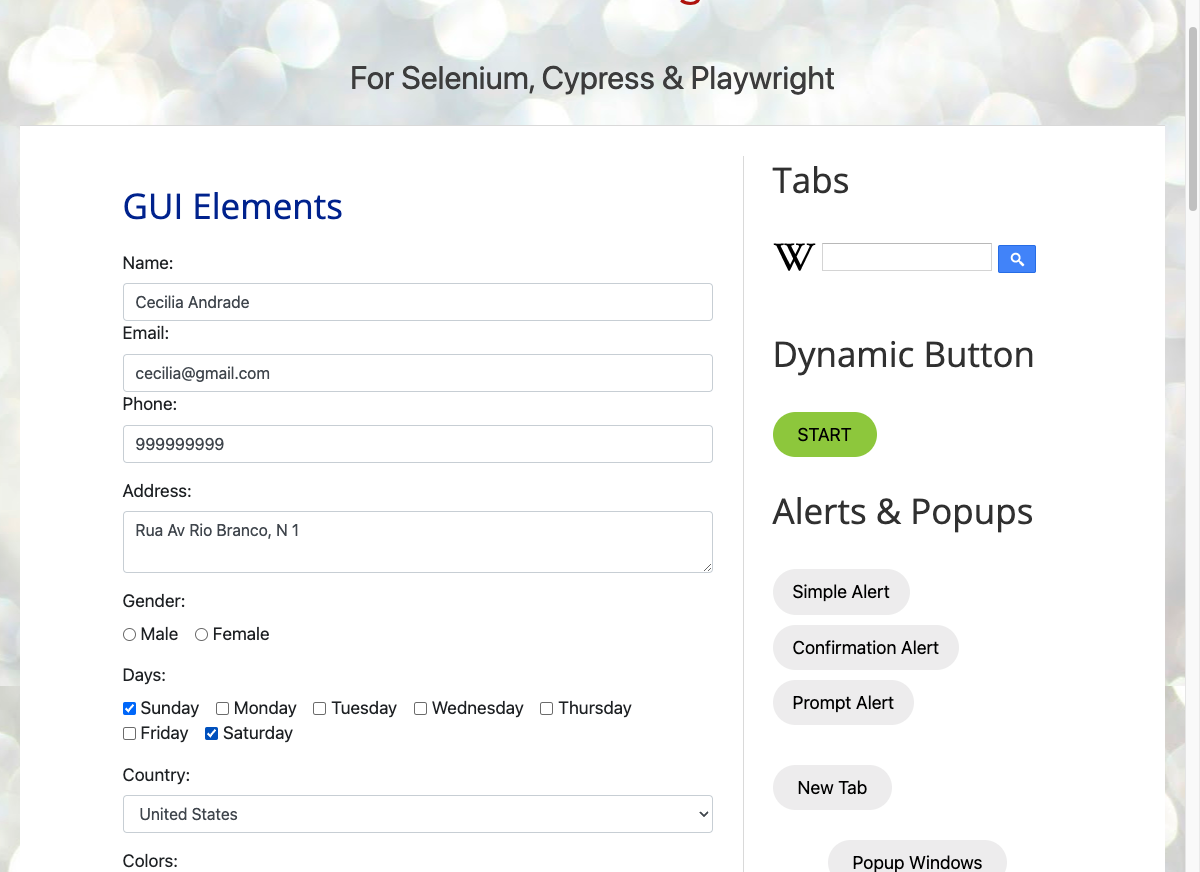 For Selenium, Cypress & Playwright
GUI Elements
Name:
Cecilia Andrade
Email:
cecilia@gmail.com
Phone:
999999999
Address:
Rua Av Rio Branco, N 1
Gender:
Male Female
Days:
Sunday Monday Tuesday Wednesday Thursday
Friday Saturday
Country:
United States
Colors:
Tabs
W
Dynamic Button
START
Alerts & Popups
Simple Alert
Confirmation Alert
Prompt Alert
New Tab
Popup Windows